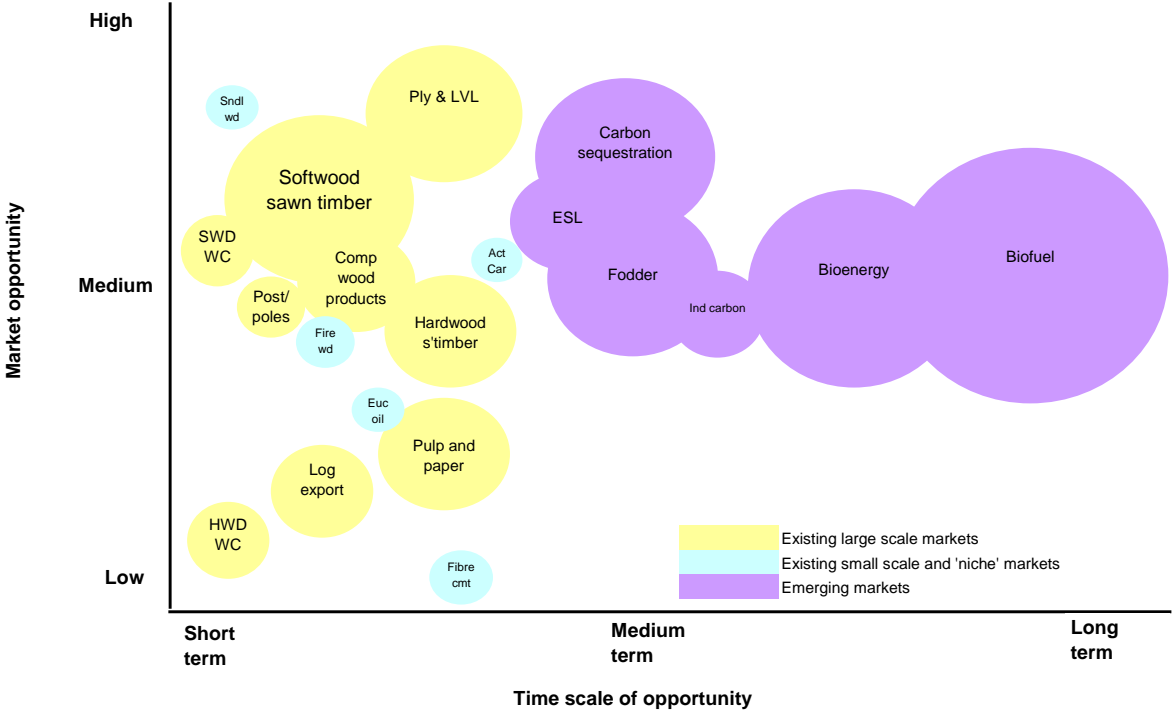 High
Ply & LVL
Sndl
wd
Carbon
sequestration
Softwood
sawn timber
ESL
SWD
WC
Act
Car
Comp
wood
products
Fodder
Bioenergy
Biofuel
Market opportunity
Medium
Post/
poles
Ind carbon
Hardwood
s'timber
Fire
wd
Euc
oil
Pulp and
paper
Log
export
HWD
WC
Existing large scale markets
Existing small scale and 'niche' markets
Emerging markets
Fibre
cmt
Low
Short
term
Medium
term
Long
term
Time scale of opportunity